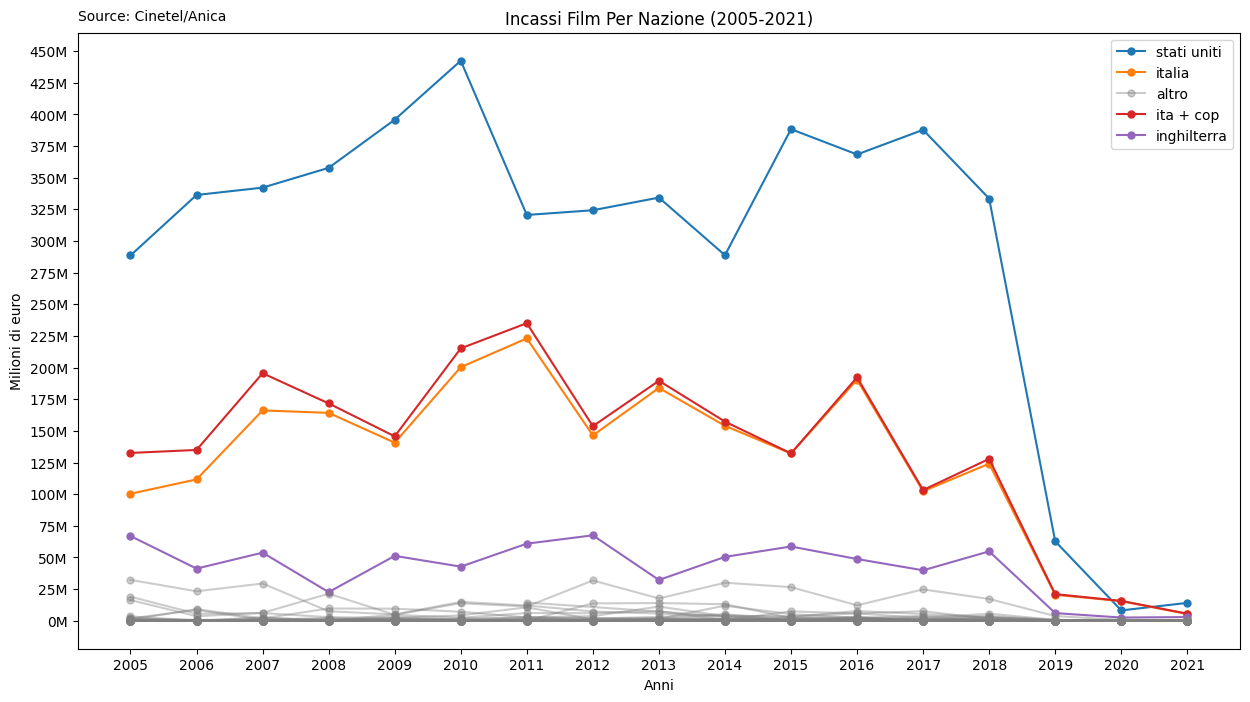 Source: Cinetel/Anica
Incassi Film Per Nazione (2005-2021)
450M
425M
400M
375M
350M
325M
300M
275M
250M
225M
200M
175M
150M
125M
100M
75M
50M
25M
0M
Milioni di euro
stati uniti
italia
altro
ita + cop
inghilterra
2005 2006 2007 2008 2009 2010 2011 2012 2013 2014 2015 2016 2017 2018 2019 2020 2021
Anni